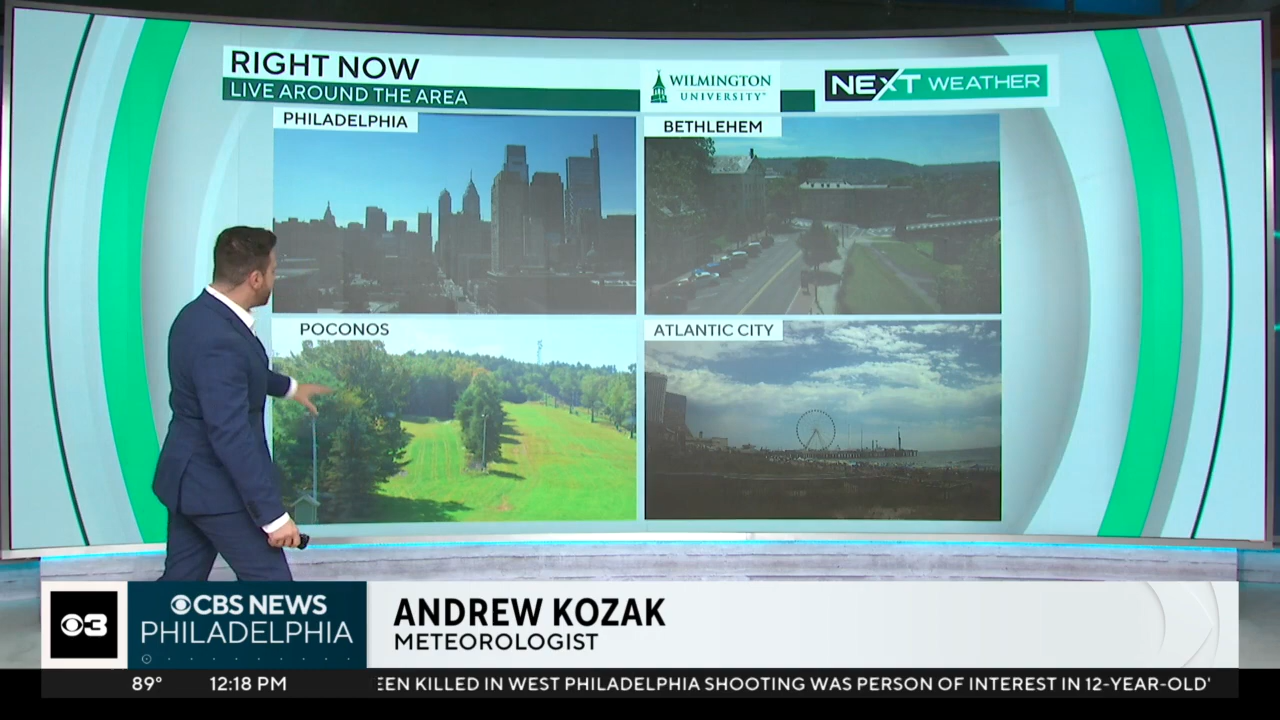 RIGHT NOW
LIVE AROUND THE AREA
WILMINGTON
UNIVERSITY
NEXT WEATHER
PHILADELPHIA
BETHLEHEM
POCONOS
ATLANTIC CITY
3
CBS NEWS
PHILADELPHIA
ANDREW KOZAK
METEOROLOGIST
89° 12:18 PM EEN KILLED IN WEST PHILADELPHIA SHOOTING WAS PERSON OF INTEREST IN 12-YEAR-OLD'